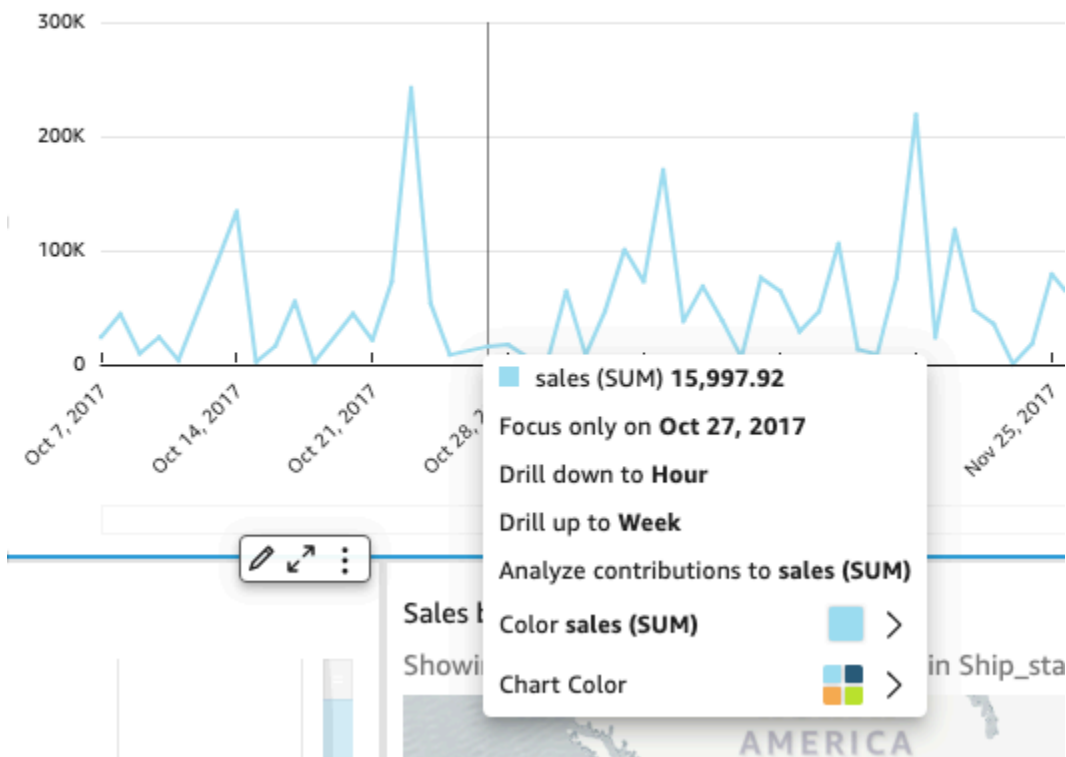 300K
200K
100K
0
Oct 7, 2017
Oct 14, 2017
Oct 21, 2017
Oct 28,
Nov 25, 2017
sales (SUM) 15,997.92
Focus only on Oct 27, 2017
Drill down to Hour
Drill up to Week
Analyze contributions to sales (SUM)
Color sales (SUM)
Chart Color
Sales
in Ship_sta
AMERICA